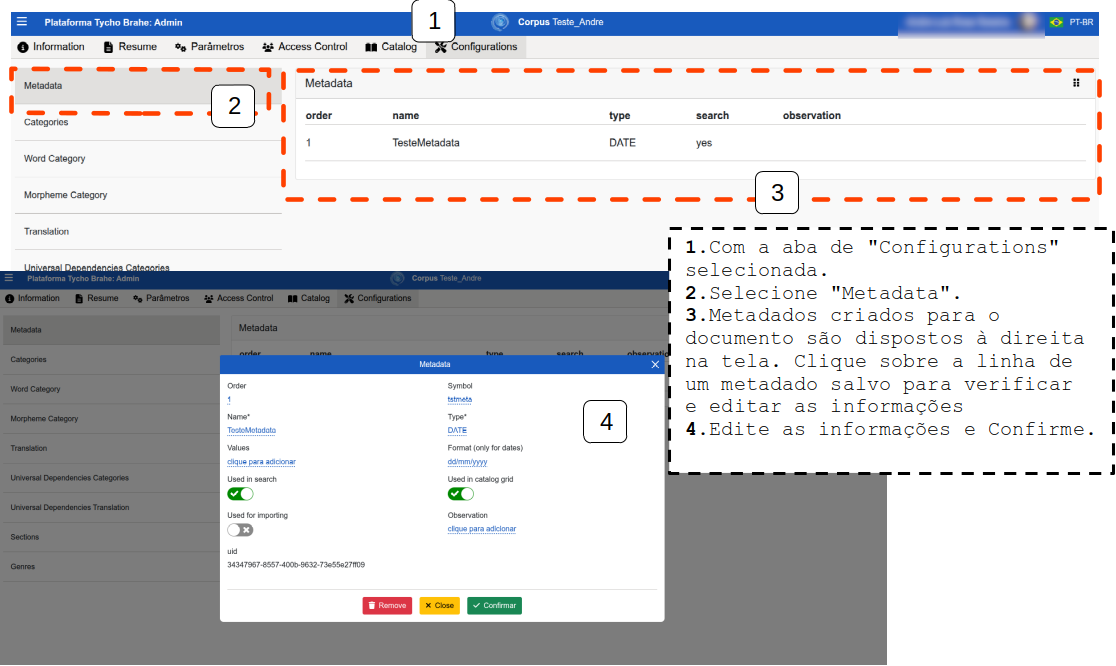 1
Plataforma Tycho Brahe: Admin
Corpus Teste_Andre
PT-BR
Information
Resume
Parâmetros
Access Control
Catalog
Configurations
Metadata
2
Categories
Word Category
Morpheme Category
Translation
Universal Dependencies Categories
Metadata
order name type search observation
1 TesteMetadata DATE yes
3
1.Com a aba de "Configurations"
selecionada.
2.Selecione "Metadata".
3.Metadados criados para o
documento são dispostos à direita
na tela. Clique sobre a linha de
um metadado salvo para verificar
e editar as informações
4.Edite as informações e Confirme.
Plataforma Tycho Brahe: Admin
Corpus Teste_Andre
Information
Resume
Parâmetros
Access Control
Catalog
Configurations
Metadata
Categories
Word Category
Morpheme Category
Translation
Universal Dependencies Categories
Universal Dependencies Translation
Sections
Genres
Metadata
order name type search observatio
Metadata
Order
1
Symbol
tstmeta
Name*
TesteMetadata
Type*
DATE
Values
clique para adicionar
Format (only for dates)
dd/mm/yyyy
Used in search
Used in catalog grid
Used for importing
Observation
clique para adicionar
uid
34347967-8557-400b-9632-73e55e27ff09
4
Remove
Close
Confirmar